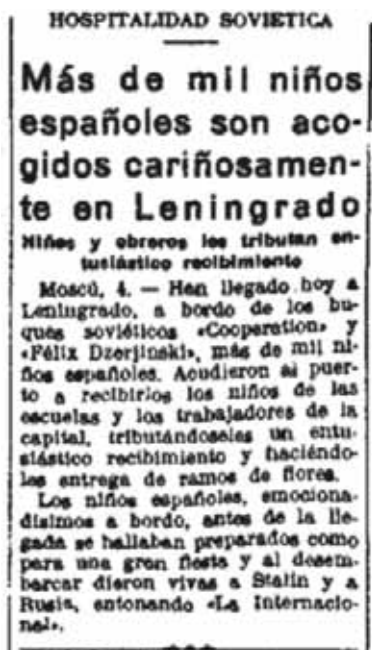 HOSPITALIDAD SOVIETICA
Más de mil niños
españoles son aco-
gidos cariñosamen-
te en Leningrado
Niños y obreros les tributan en-
tusiástico recibimiento
Moscú, 4. — Han llegado hoy a
Leningrado, a bordo de los bu-
ques soviéticos «Cooperation» y
«Félix Dzerjinski», más de mil ni-
ños españoles. Acudieron al puer-
to a recibirlos los niños de las
escuelas y los trabajadores de la
capital, tributándoseles un entu-
siástico recibimiento y haciéndo-
les entrega de ramos de flores.
Los niños españoles, emociona-
dísimos a bordo, antes de la lle-
gada se hallaban preparados como
para una gran fiesta y al desem-
barcar dieron vivas a Stalin y a
Rusia, entonando «La Internacio-
nal».